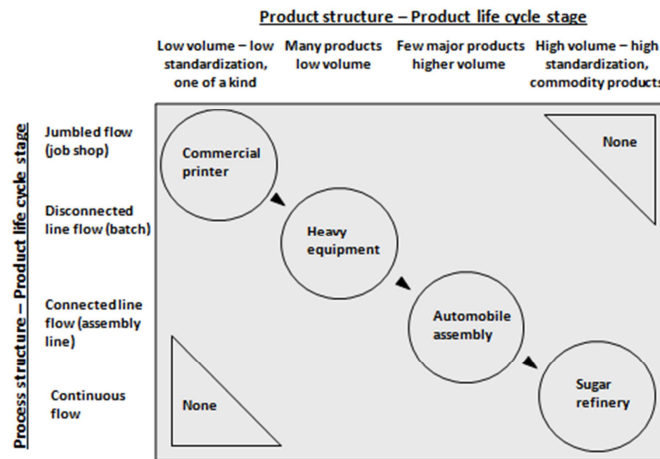 Product structure – Product life cycle stage
Low volume – low
standardization,
one of a kind
Many products
low volume
Few major products
higher volume
High volume – high
standardization,
commodity products
Process structure – Product life cycle stage
Jumbled flow
(job shop)
Disconnected
line flow (batch)
Connected line
flow (assembly
line)
Continuous
flow
Commercial
printer
None
Heavy
equipment
Automobile
assembly
None
Sugar
refinery